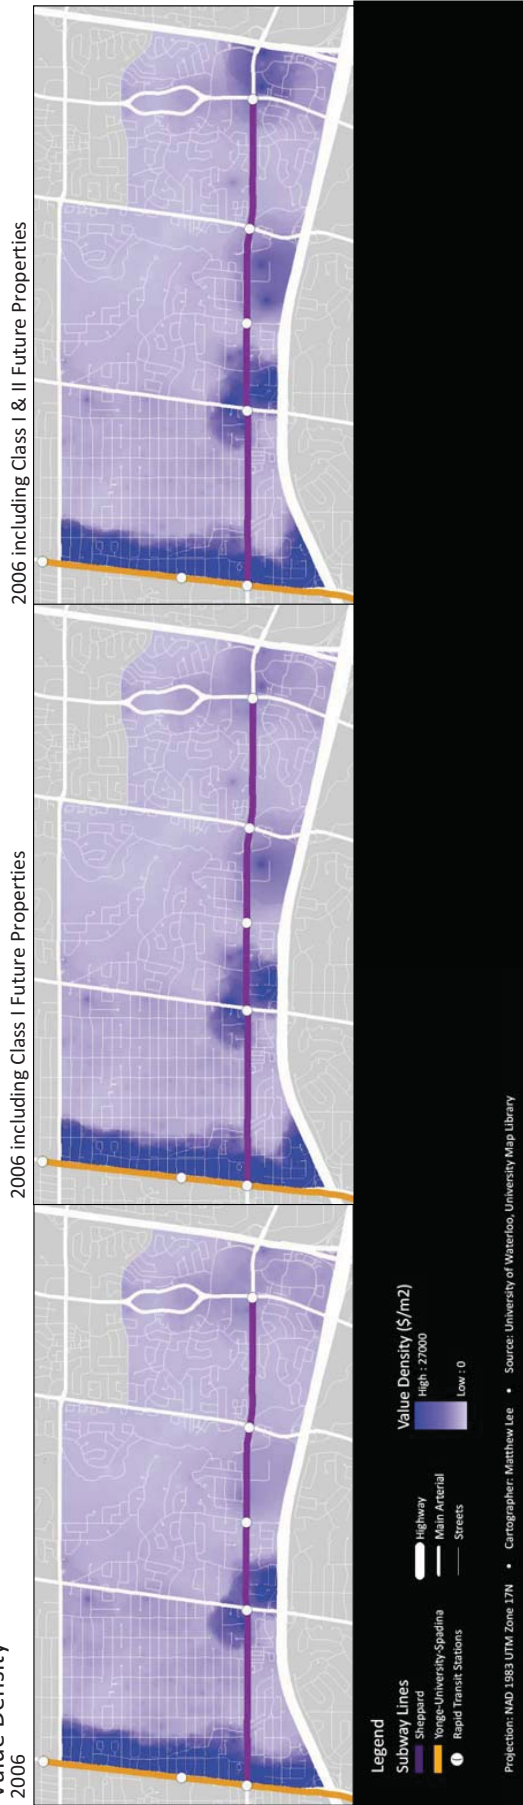 Value Density
2006
2006 including Class I Future Properties
2006 including Class I & II Future Properties
Legend
Subway Lines
Sheppard
Yonge-University-Spadina
Rapid Transit Stations
Highway
Main Arterial
Streets
Value Density ($/m2)
High : 27000
Low : 0
Projection: NAD 1983 UTM Zone 17N • Cartographer: Matthew Lee • Source: University of Waterloo, University Map Library